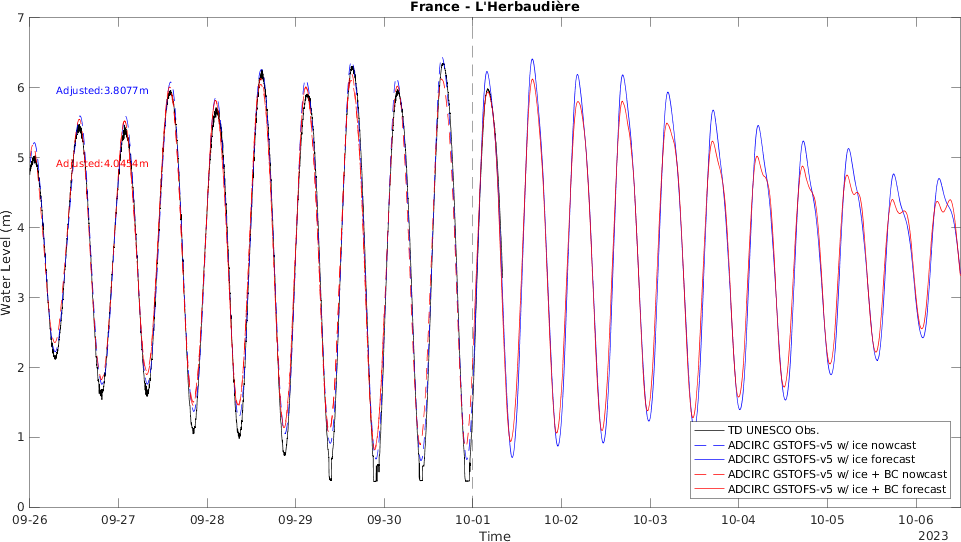 France - L'Herbaudière
7
6
5
4
3
2
1
0
Water Level (m)
Adjusted:3.8077m
Adjusted:4.0454m
TD UNESCO Obs.
ADCIRC GSTOFS-v5 w/ ice nowcast
ADCIRC GSTOFS-v5 w/ ice forecast
ADCIRC GSTOFS-v5 w/ ice + BC nowcast
ADCIRC GSTOFS-v5 w/ ice + BC forecast
09-26 09-27 09-28 09-29 09-30 10-01 10-02 10-03 10-04 10-05 10-06
Time
2023